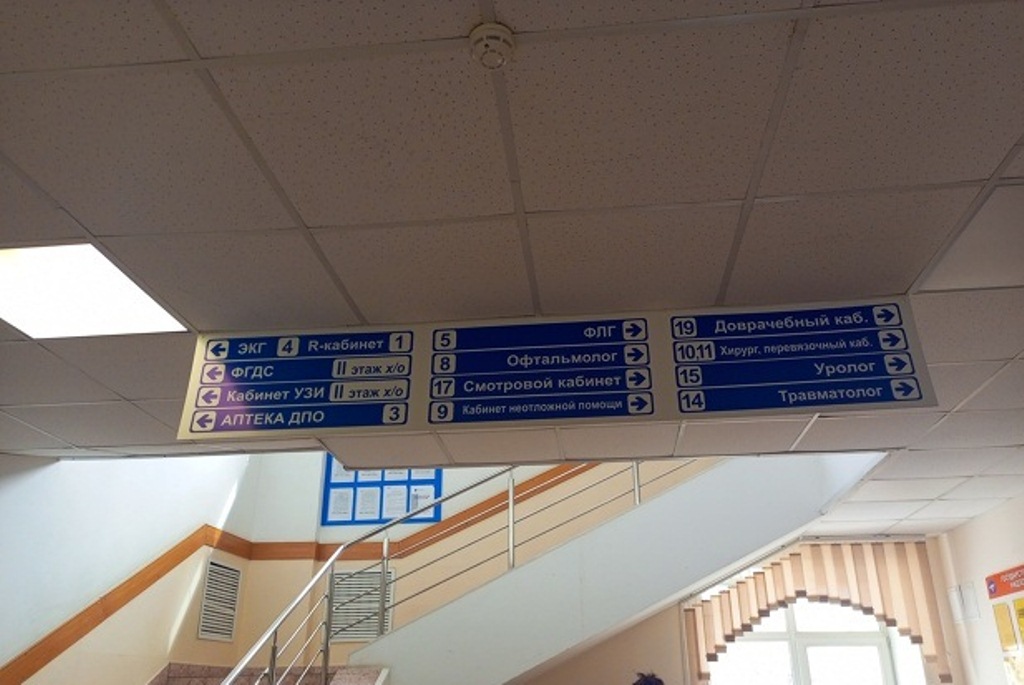 ЭКГ 4 R-кабинет 1
ФГДС II этаж х/о
Кабинет УЗИ II этаж х/о
АПТЕКА ДПО 3
5 ФЛГ
8 Офтальмолог
17 Смотровой кабинет
9 Кабинет неотложной помощи
19 Доврачебный каб.
10,11 Хирург, перевязочный каб.
15 Уролог
14 Травматолог